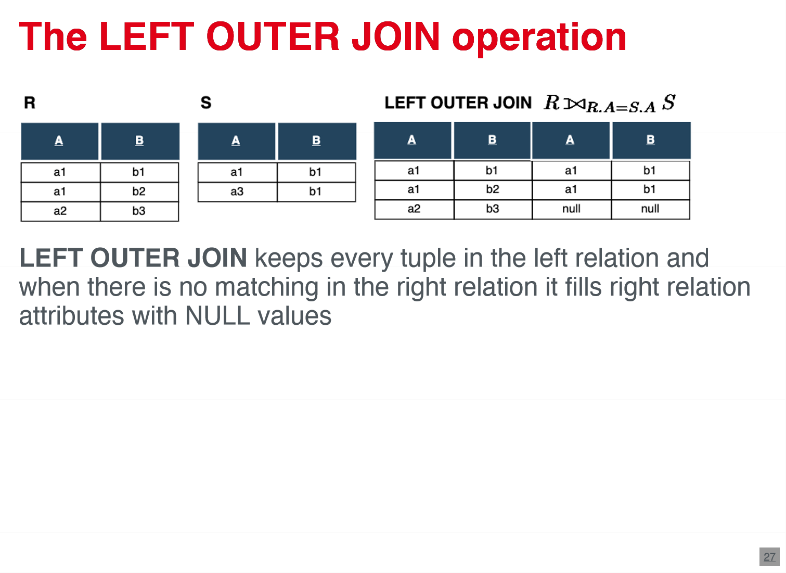 The LEFT OUTER JOIN operation
R S LEFT OUTER JOIN R ⟕R.A=S.A S
A B A B A B A B
a1 b1 a1 b1 a1 b1 a1 b1
a1 b2 a3 b1 a1 b2 a1 b1
a2 b3 a2 b3 null null
LEFT OUTER JOIN keeps every tuple in the left relation and
when there is no matching in the right relation it fills right relation
attributes with NULL values
27